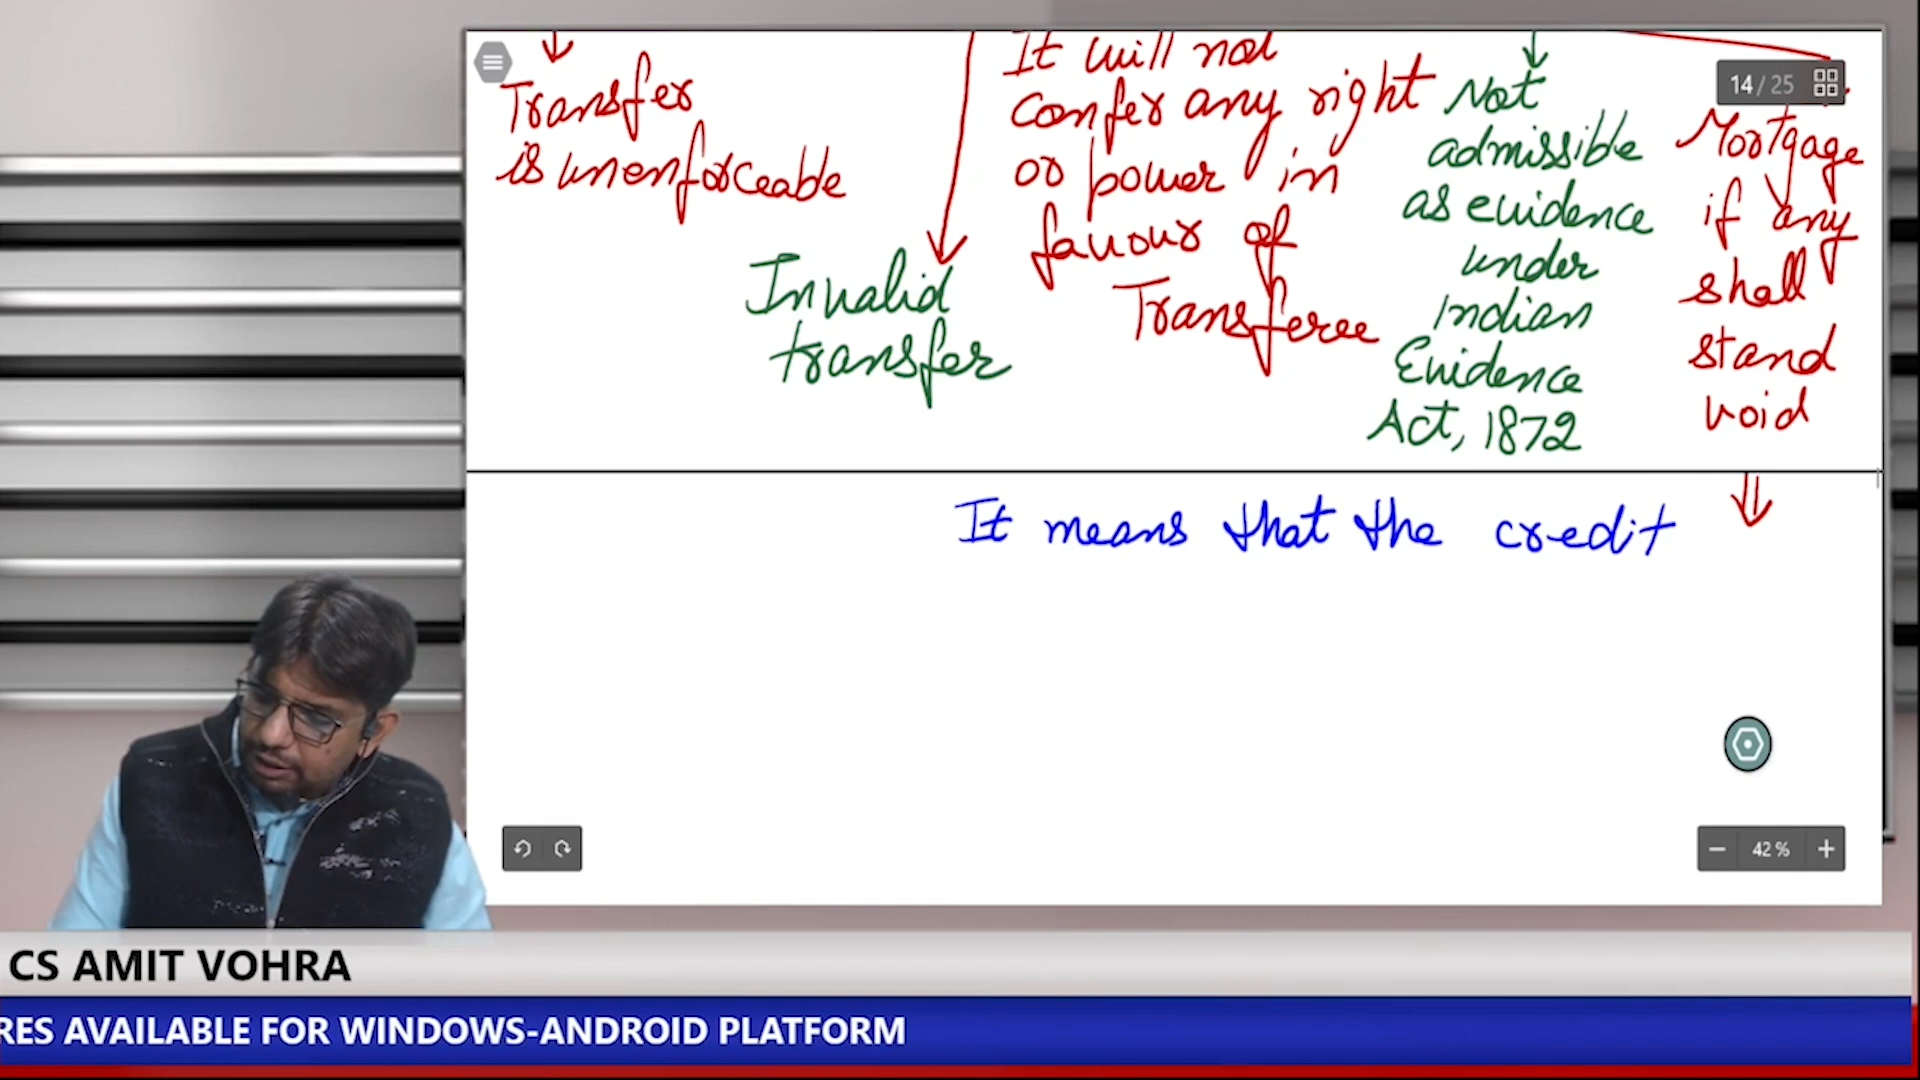 Transfer
is unenforceable
Invalid
transfer
It will not
confer any right
or power in
favour of
Transferee
Not
admissible
as evidence
under
Indian
Evidence
Act, 1872
14 / 25
Mortgage
if any
shall
stand
void
It means that the credit
42 %
CS AMIT VOHRA
RES AVAILABLE FOR WINDOWS-ANDROID PLATFORM